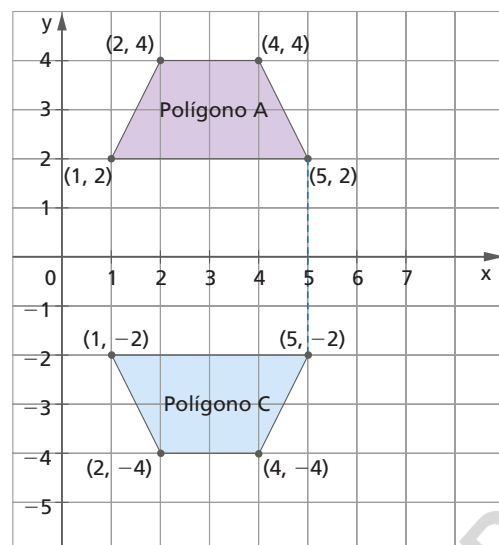 y
(2, 4) (4, 4)
4
3 Polígono A
2
(1, 2) (5, 2)
1
0 1 2 3 4 5 6 7 x
−1
(1, −2) (5, −2)
−2
−3 Polígono C
−4
(2, −4) (4, −4)
−5